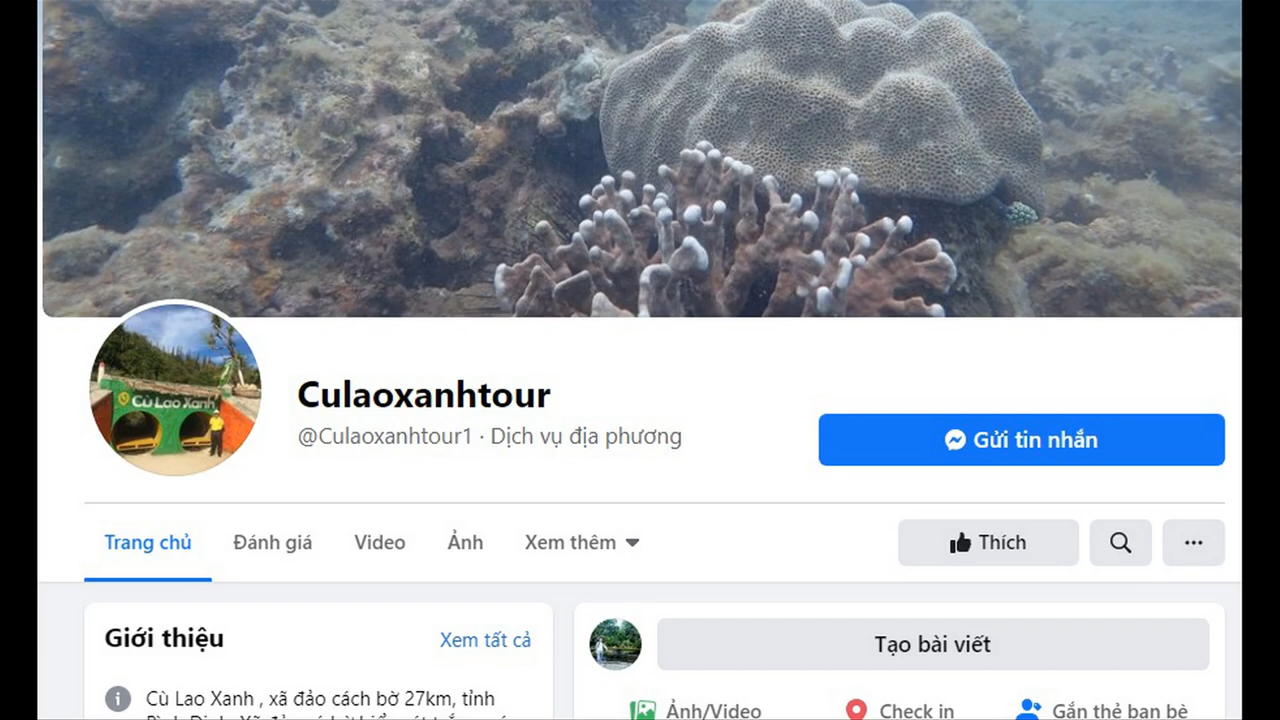 Cù Lao Xanh
Culaoxanhtour
@Culaoxanhtour1 · Dịch vụ địa phương
Gửi tin nhắn
Trang chủ
Đánh giá
Video
Ảnh
Xem thêm
Thích
Giới thiệu
Xem tất cả
Cù Lao Xanh , xã đảo cách bờ 27km, tỉnh
Tạo bài viết
Ảnh/Video
Check in
Gắn thẻ bạn bè